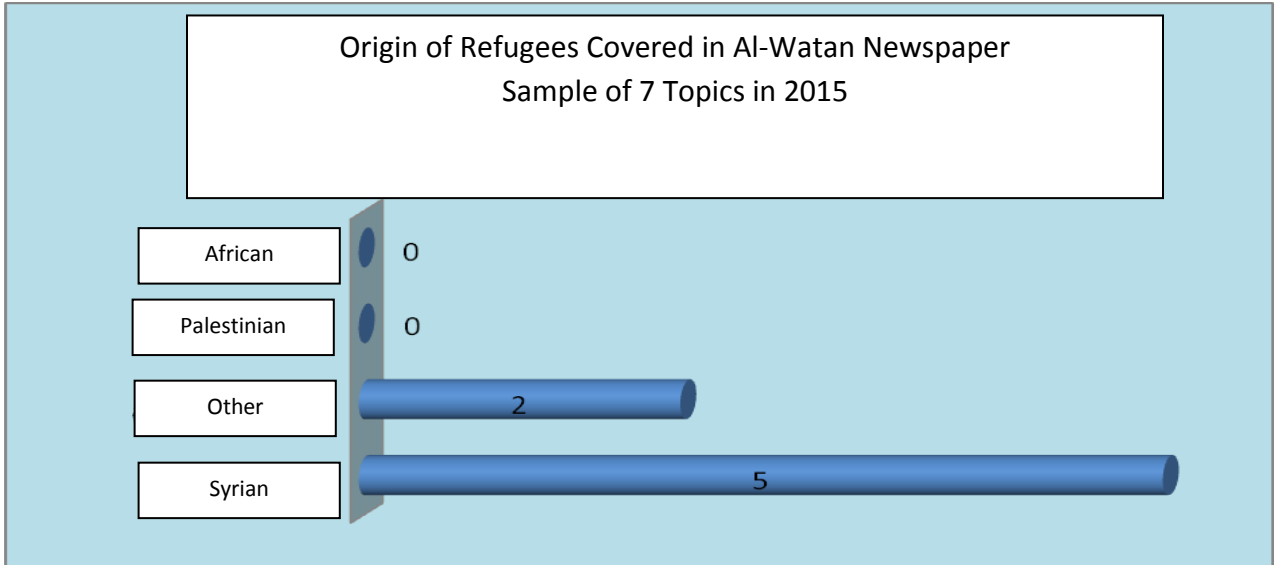 Origin of Refugees Covered in Al-Watan Newspaper
Sample of 7 Topics in 2015
African
0
Palestinian
0
Other
2
Syrian
5